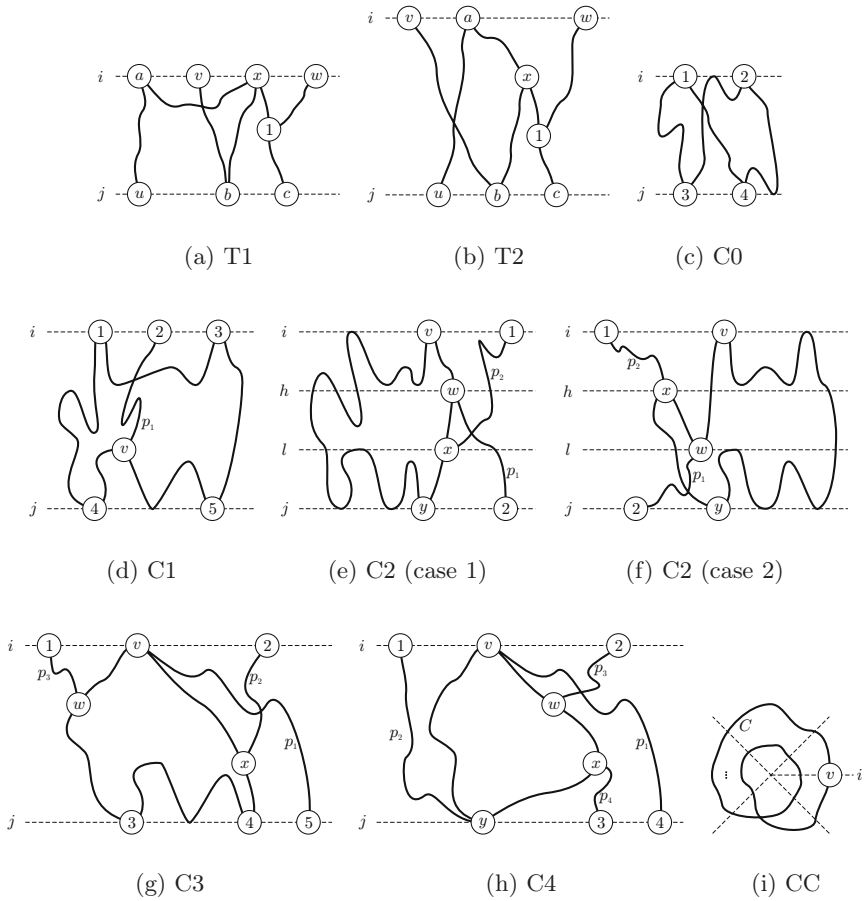 i v a w
i a v x w
x
1
1
j u b c
j u b c
i 1 2
j 3 4
(a) T1
(b) T2
(c) C0
i 1 2 3
p₁
v
j 4 5
i v 1
p₂
h w
l x
p₁
j y 2
i 1 v
p₂
h x
l w
p₁
j 2 y
(d) C1
(e) C2 (case 1)
(f) C2 (case 2)
i 1 v 2
p₃ p₂
w
x p₁
j 3 4 5
i 1 v 2
p₃
w
p₂ p₁
x
p₄
j y 3 4
C
⋮ v i
(g) C3
(h) C4
(i) CC